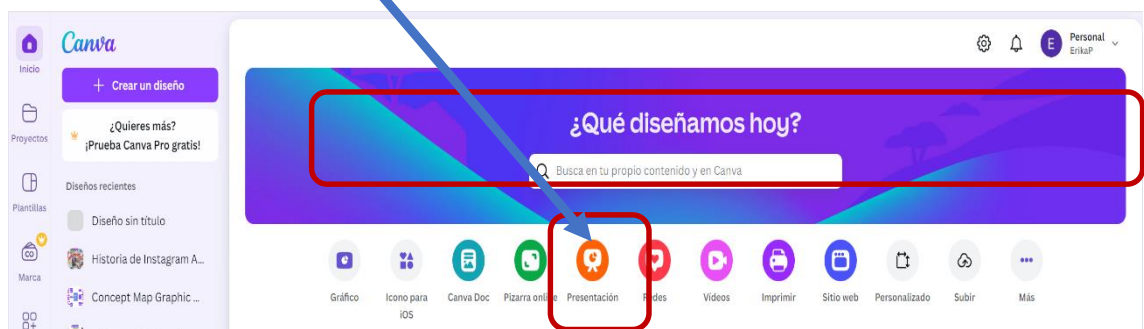 Canva
Personal
ErikaP
E
Inicio
+ Crear un diseño
¿Quieres más?
¡Prueba Canva Pro gratis!
Proyectos
¿Qué diseñamos hoy?
Busca en tu propio contenido y en Canva
Diseños recientes
Plantillas
Diseño sin título
Historia de Instagram A...
Marca
Concept Map Graphic ...
Gráfico
Icono para
iOS
Canva Doc
Pizarra online
Presentación
Redes
Vídeos
Imprimir
Sitio web
Personalizado
Subir
Más